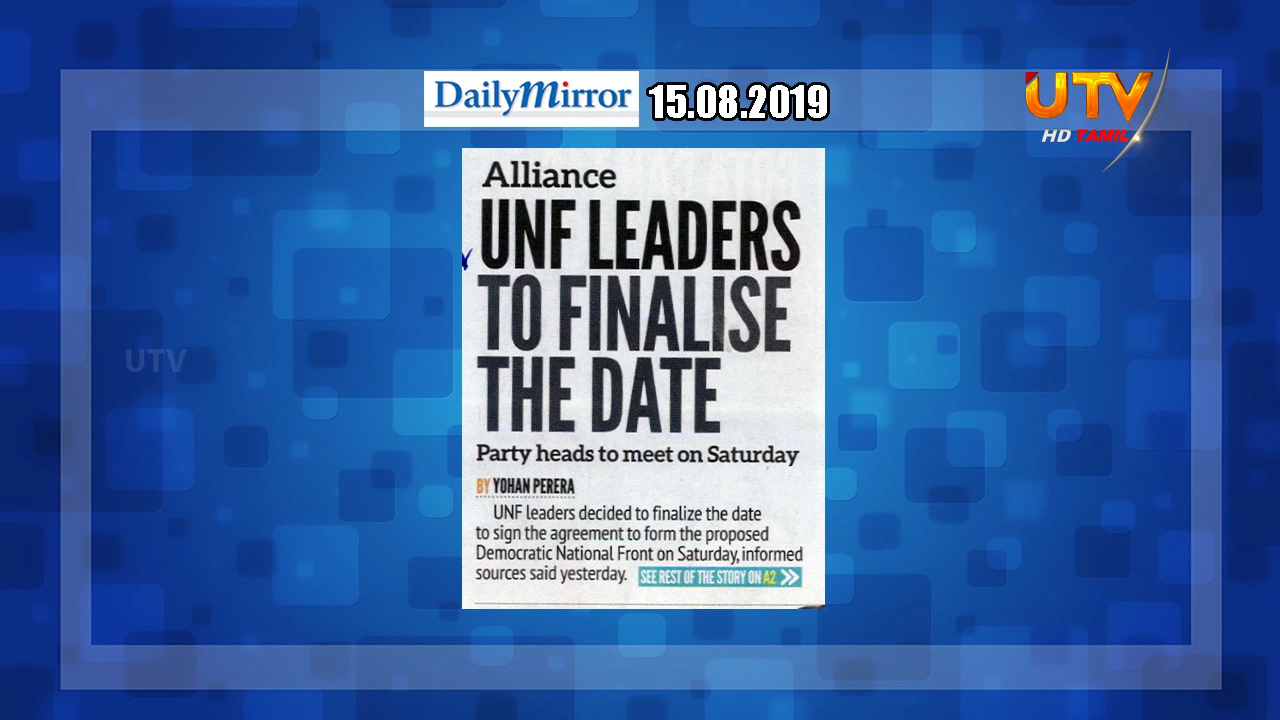 DailyMirror 15.08.2019
UTV
HD TAMIL
Alliance
UNF LEADERS
TO FINALISE
THE DATE
Party heads to meet on Saturday
BY YOHAN PERERA
UNF leaders decided to finalize the date
to sign the agreement to form the proposed
Democratic National Front on Saturday, informed
sources said yesterday. SEE REST OF THE STORY ON A2
UTV